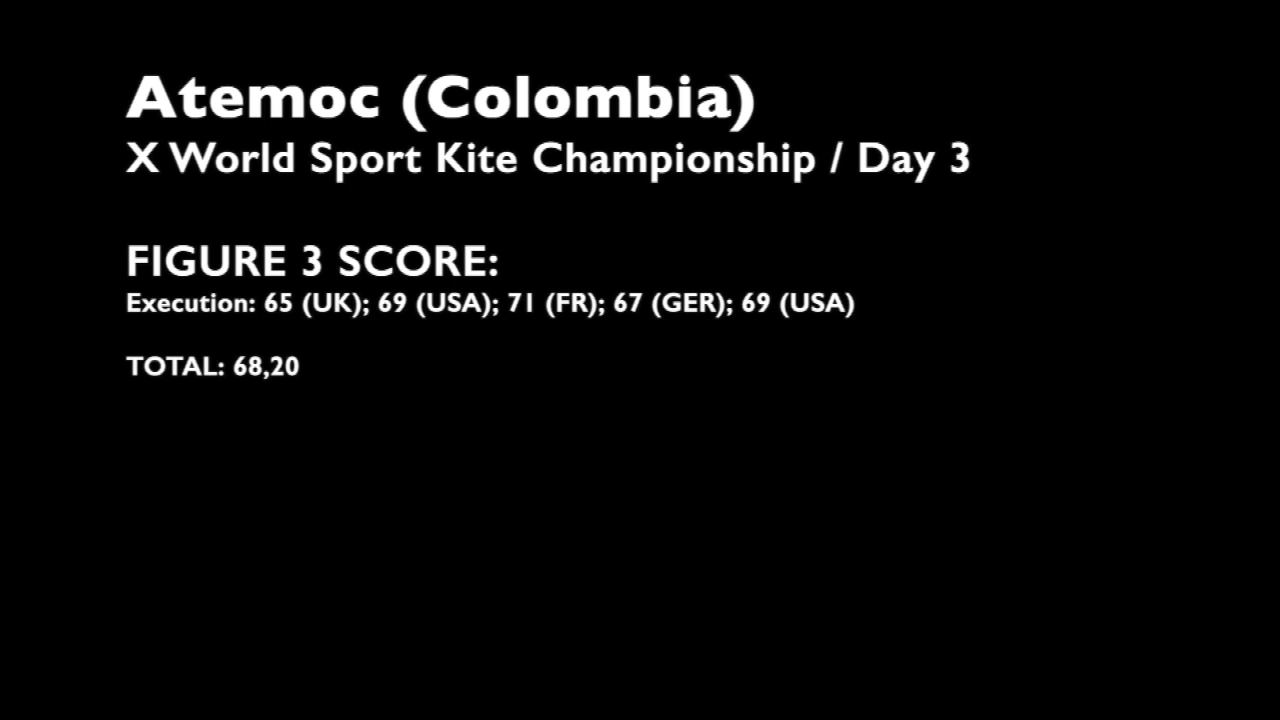 Atemoc (Colombia)
X World Sport Kite Championship / Day 3
FIGURE 3 SCORE:
Execution: 65 (UK); 69 (USA); 71 (FR); 67 (GER); 69 (USA)
TOTAL: 68,20